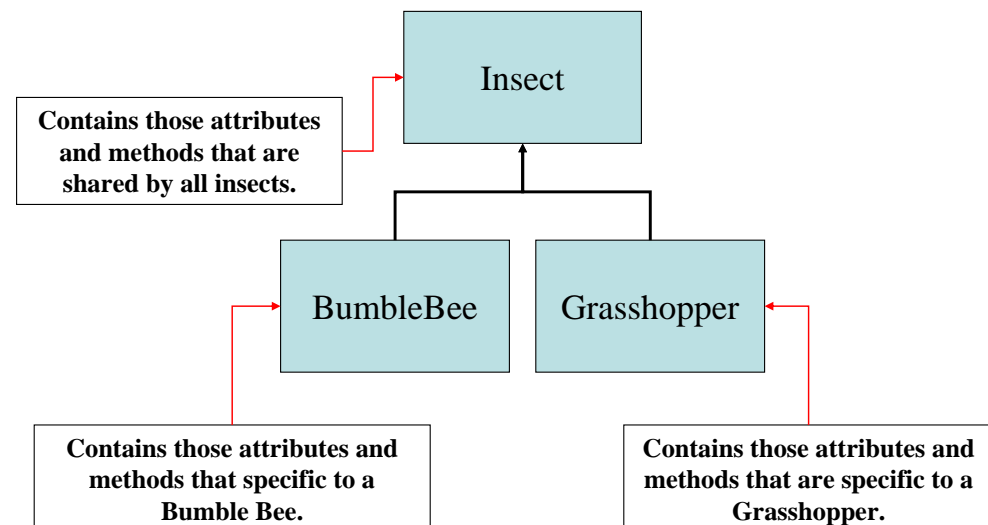 Insect
Contains those attributes
and methods that are
shared by all insects.
BumbleBee
Grasshopper
Contains those attributes and
methods that specific to a
Bumble Bee.
Contains those attributes and
methods that are specific to a
Grasshopper.